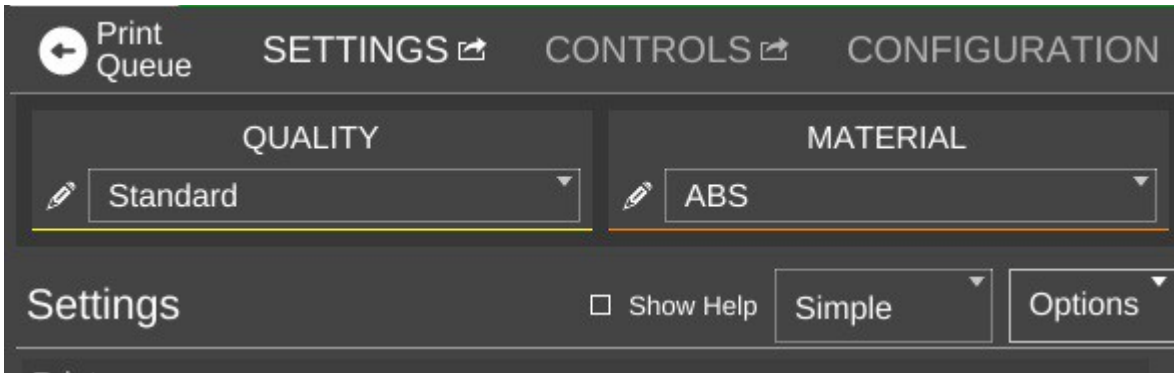 Print
Queue
SETTINGS
CONTROLS
CONFIGURATION
QUALITY
MATERIAL
Standard
ABS
Settings
Show Help
Simple
Options